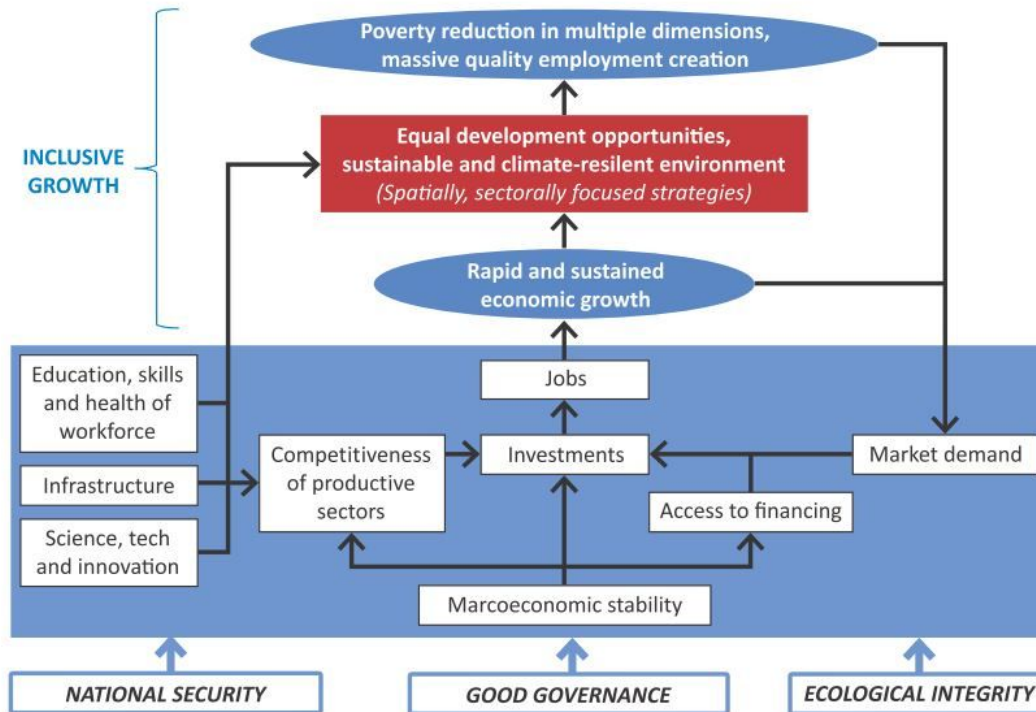 Poverty reduction in multiple dimensions,
massive quality employment creation
INCLUSIVE
GROWTH
Equal development opportunities,
sustainable and climate-resilent environment
(Spatially, sectorally focused strategies)
Rapid and sustained
economic growth
Education, skills
and health of
workforce
Jobs
Competitiveness
of productive
sectors
Investments
Market demand
Infrastructure
Access to financing
Science, tech
and innovation
Marcoeconomic stability
NATIONAL SECURITY
GOOD GOVERNANCE
ECOLOGICAL INTEGRITY